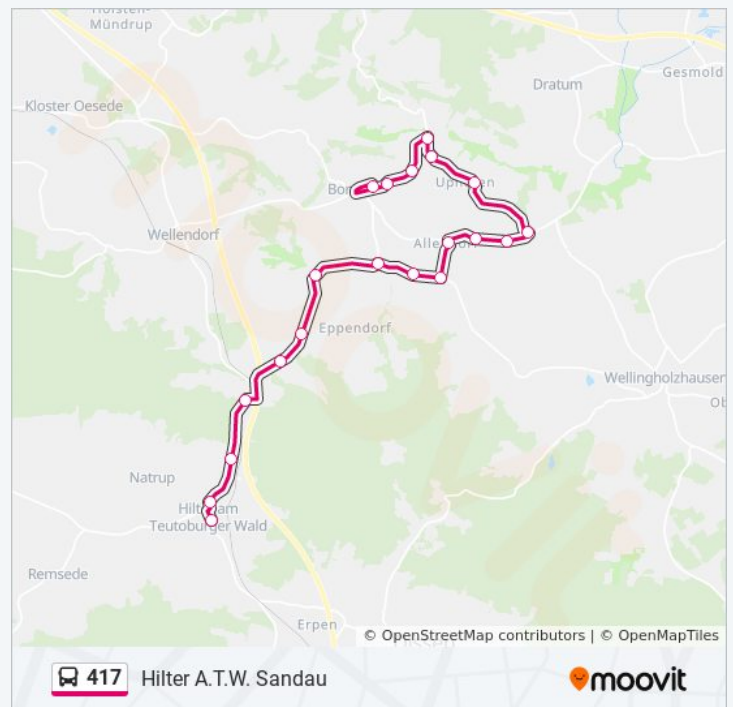 Mündrup
Gesmold
Dratum
Kloster Oesede
Wellendorf
Eppendorf
Wellingholzhausen
Natrup
Teutoburger Wald
Remsede
Erpen
© OpenStreetMap contributors | © OpenMapTiles
417 Hilter A.T.W. Sandau
moovit